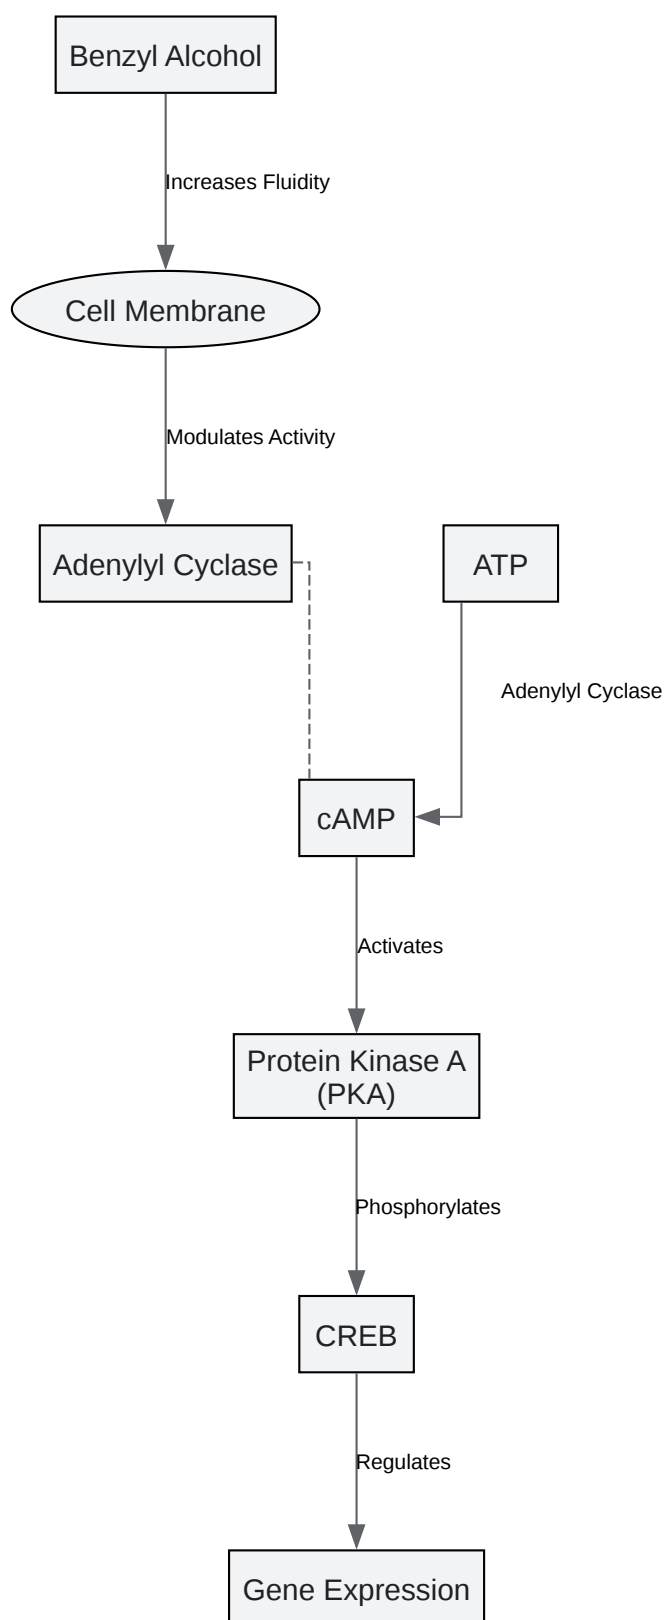 Benzyl Alcohol
Increases Fluidity
Cell Membrane
Modulates Activity
Adenylyl Cyclase
ATP
Adenylyl Cyclase
cAMP
Activates
Protein Kinase A
(PKA)
Phosphorylates
CREB
Regulates
Gene Expression